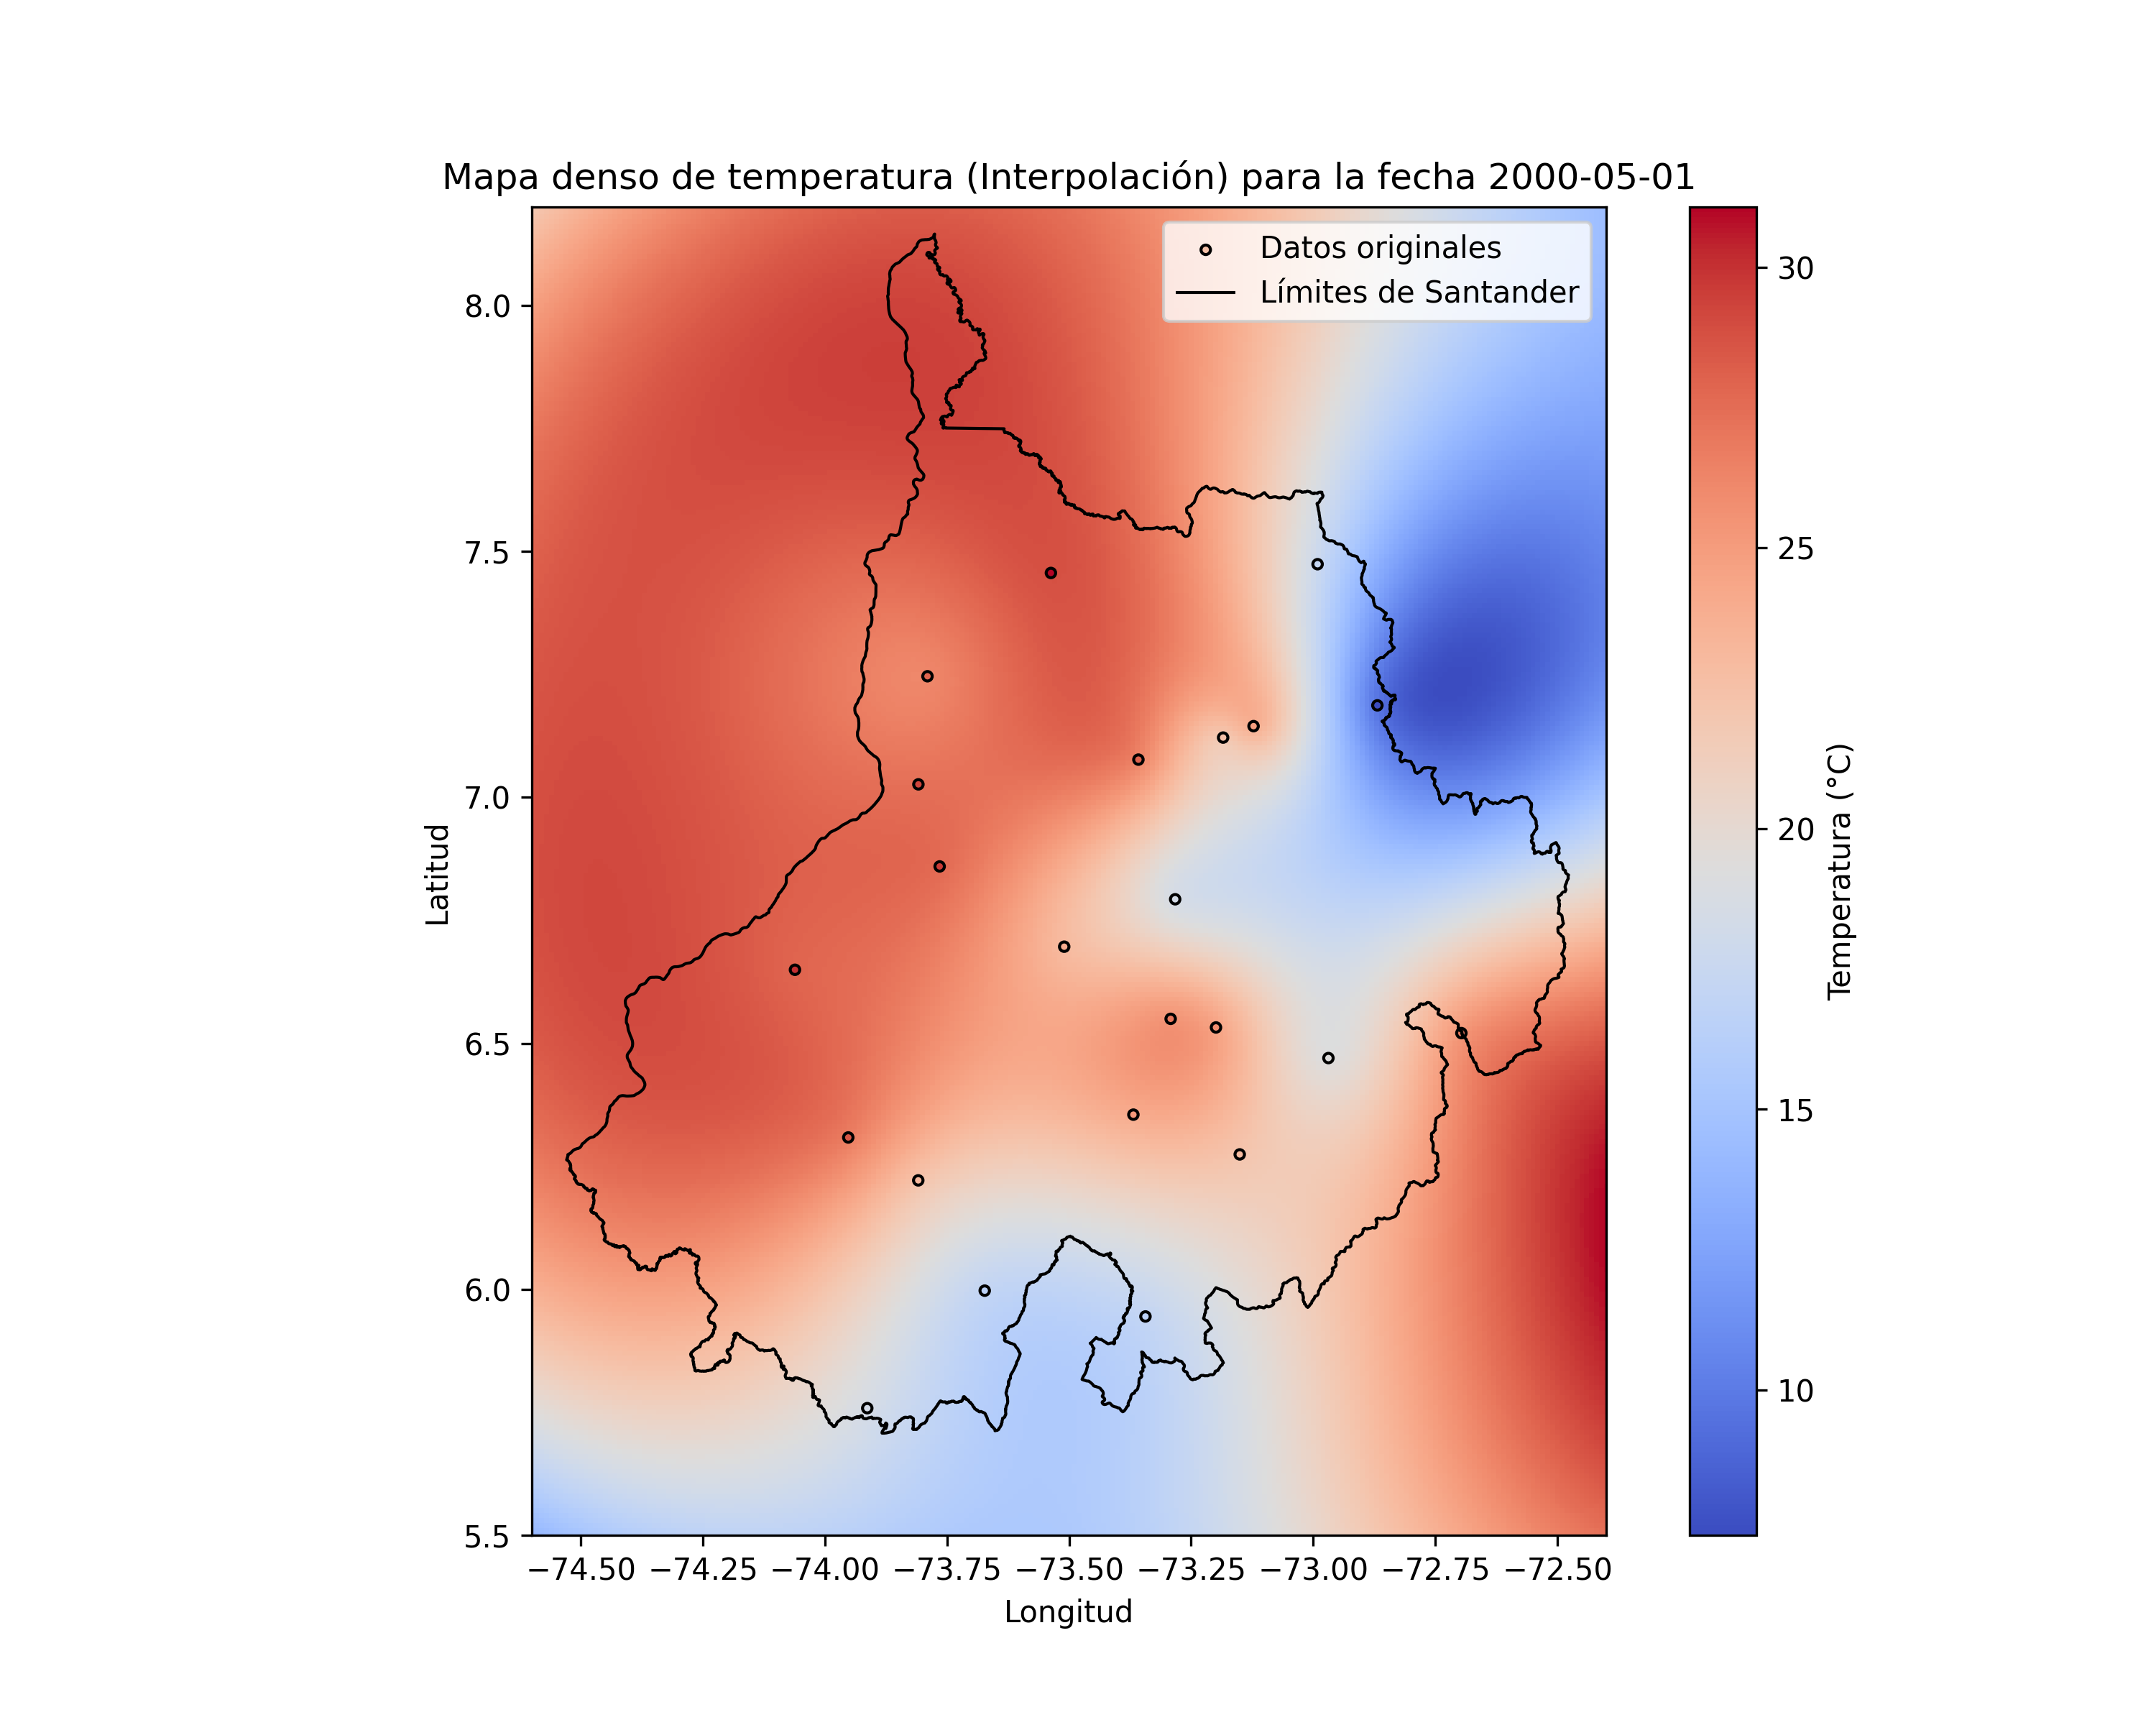 Mapa denso de temperatura (Interpolación) para la fecha 2000-05-01
Datos originales
Límites de Santander
8.0
7.5
7.0
6.5
6.0
5.5
Latitud
−74.50 −74.25 −74.00 −73.75 −73.50 −73.25 −73.00 −72.75 −72.50
Longitud
30
25
20
15
10
Temperatura (°C)